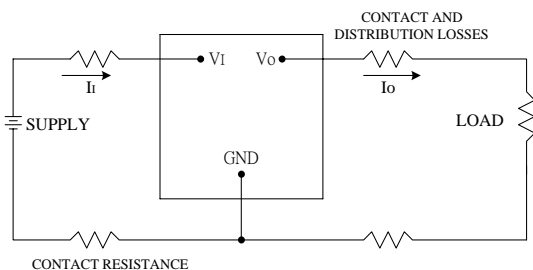 CONTACT AND
DISTRIBUTION LOSSES
VI
VO
II
IO
SUPPLY
LOAD
GND
CONTACT RESISTANCE